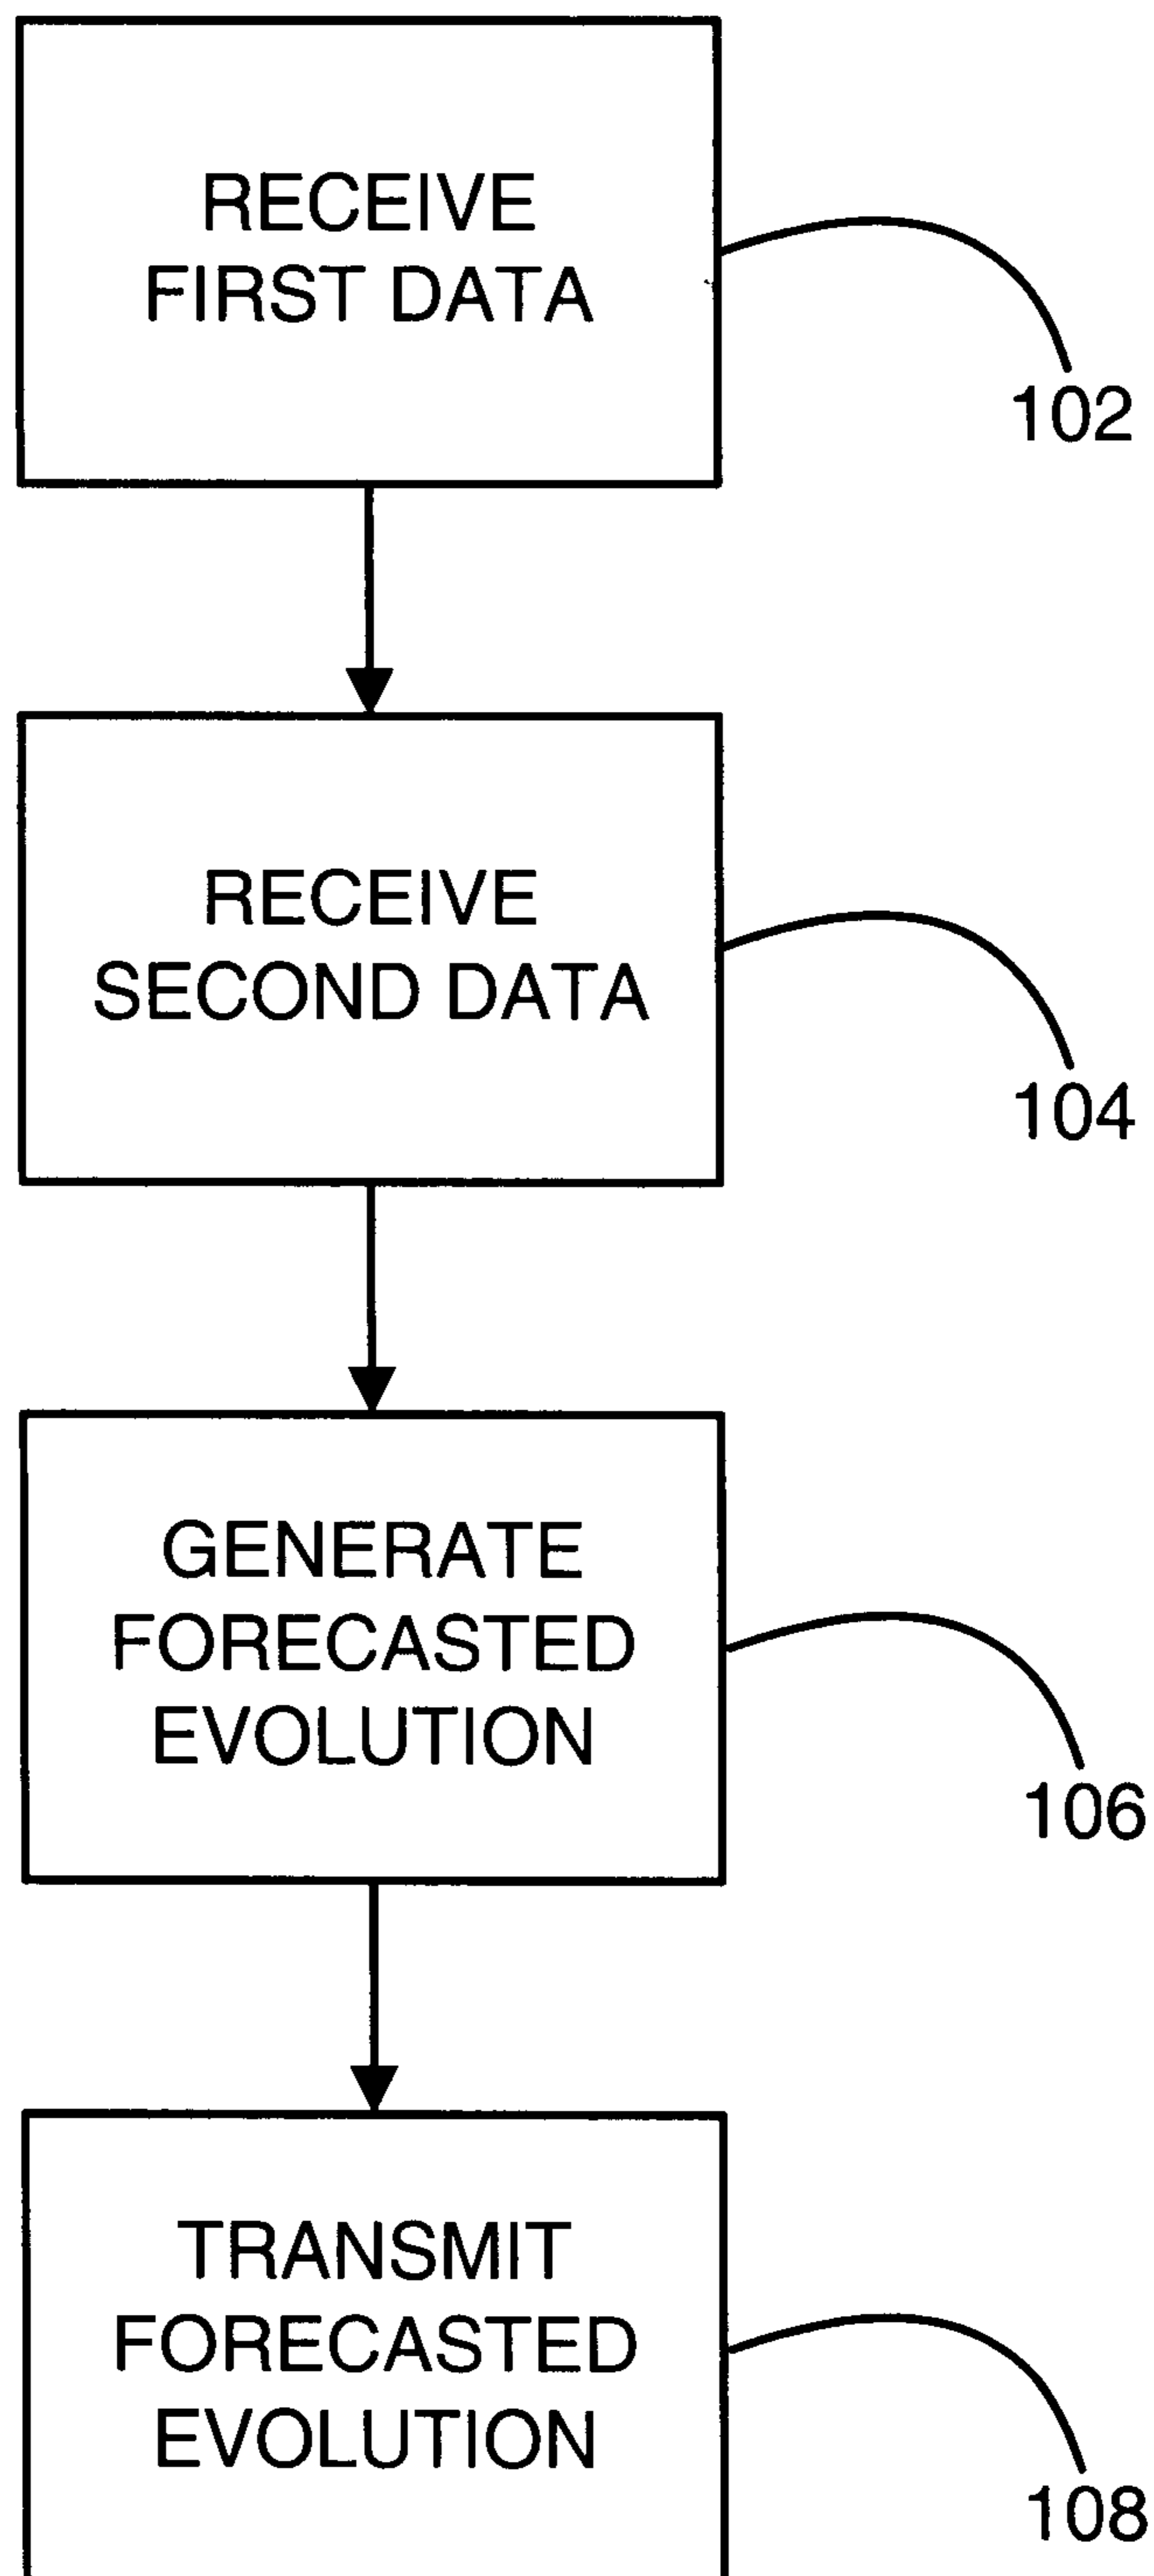 RECEIVE
FIRST DATA
102
RECEIVE
SECOND DATA
104
GENERATE
FORECASTED
EVOLUTION
106
TRANSMIT
FORECASTED
EVOLUTION
108